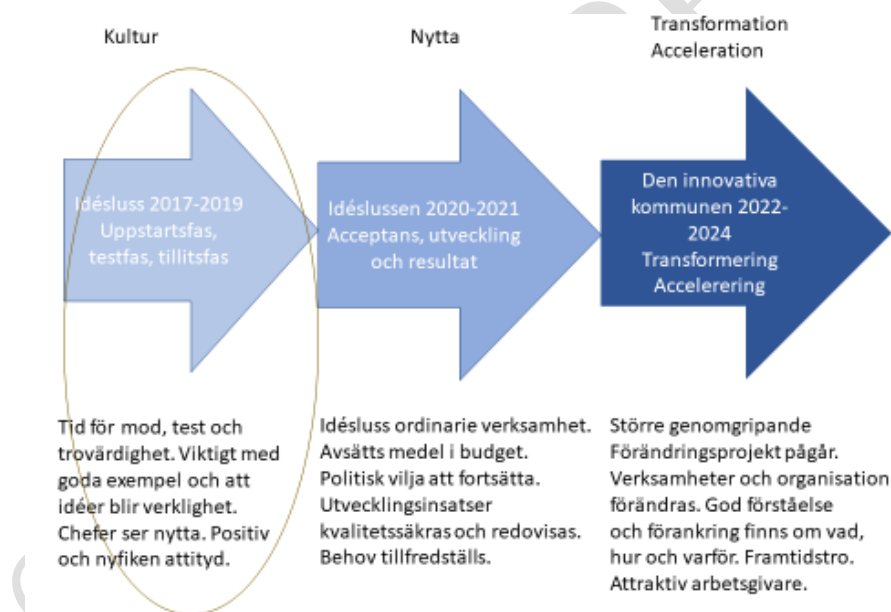 Kultur
Nytta
Transformation
Acceleration
Idésluss 2017-2019
Uppstartsfas,
testfas, tillitsfas
Idéslussen 2020-2021
Acceptans, utveckling
och resultat
Den innovativa
kommunen 2022-
2024
Transformering
Accelerering
Tid för mod, test och
trovärdighet. Viktigt med
goda exempel och att
idéer blir verklighet.
Chefer ser nytta. Positiv
och nyfiken attityd.
Idésluss ordinarie verksamhet.
Avsätts medel i budget.
Politisk vilja att fortsätta.
Utvecklingsinsatser
kvalitetssäkras och redovisas.
Behov tillfredställs.
Större genomgripande
Förändringsprojekt pågår.
Verksamheter och organisation
förändras. God förståelse
och förankring finns om vad,
hur och varför. Framtidstro.
Attraktiv arbetsgivare.